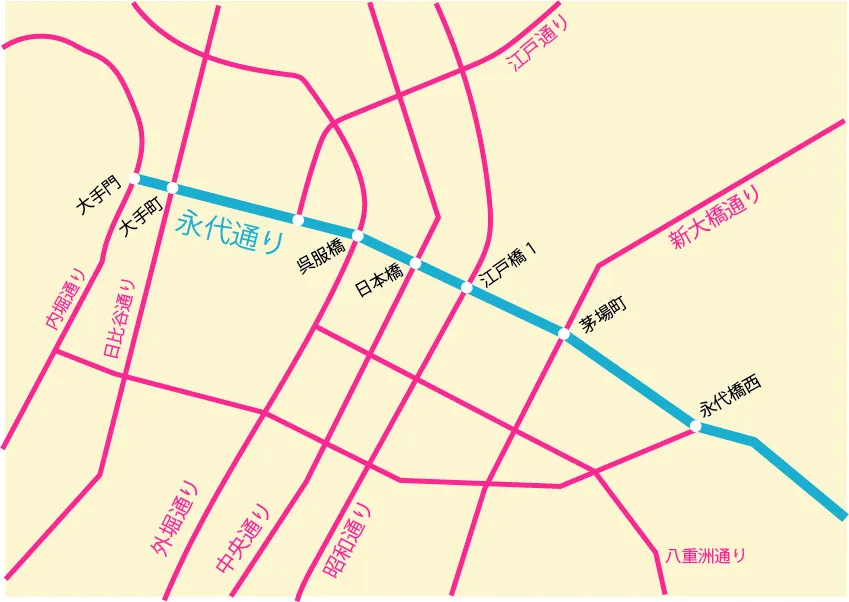 江戸通り
新大橋通り
大手門
大手町
永代通り
呉服橋
日本橋
江戸橋1
茅場町
永代橋西
内堀通り
日比谷通り
外堀通り
中央通り
昭和通り
八重洲通り